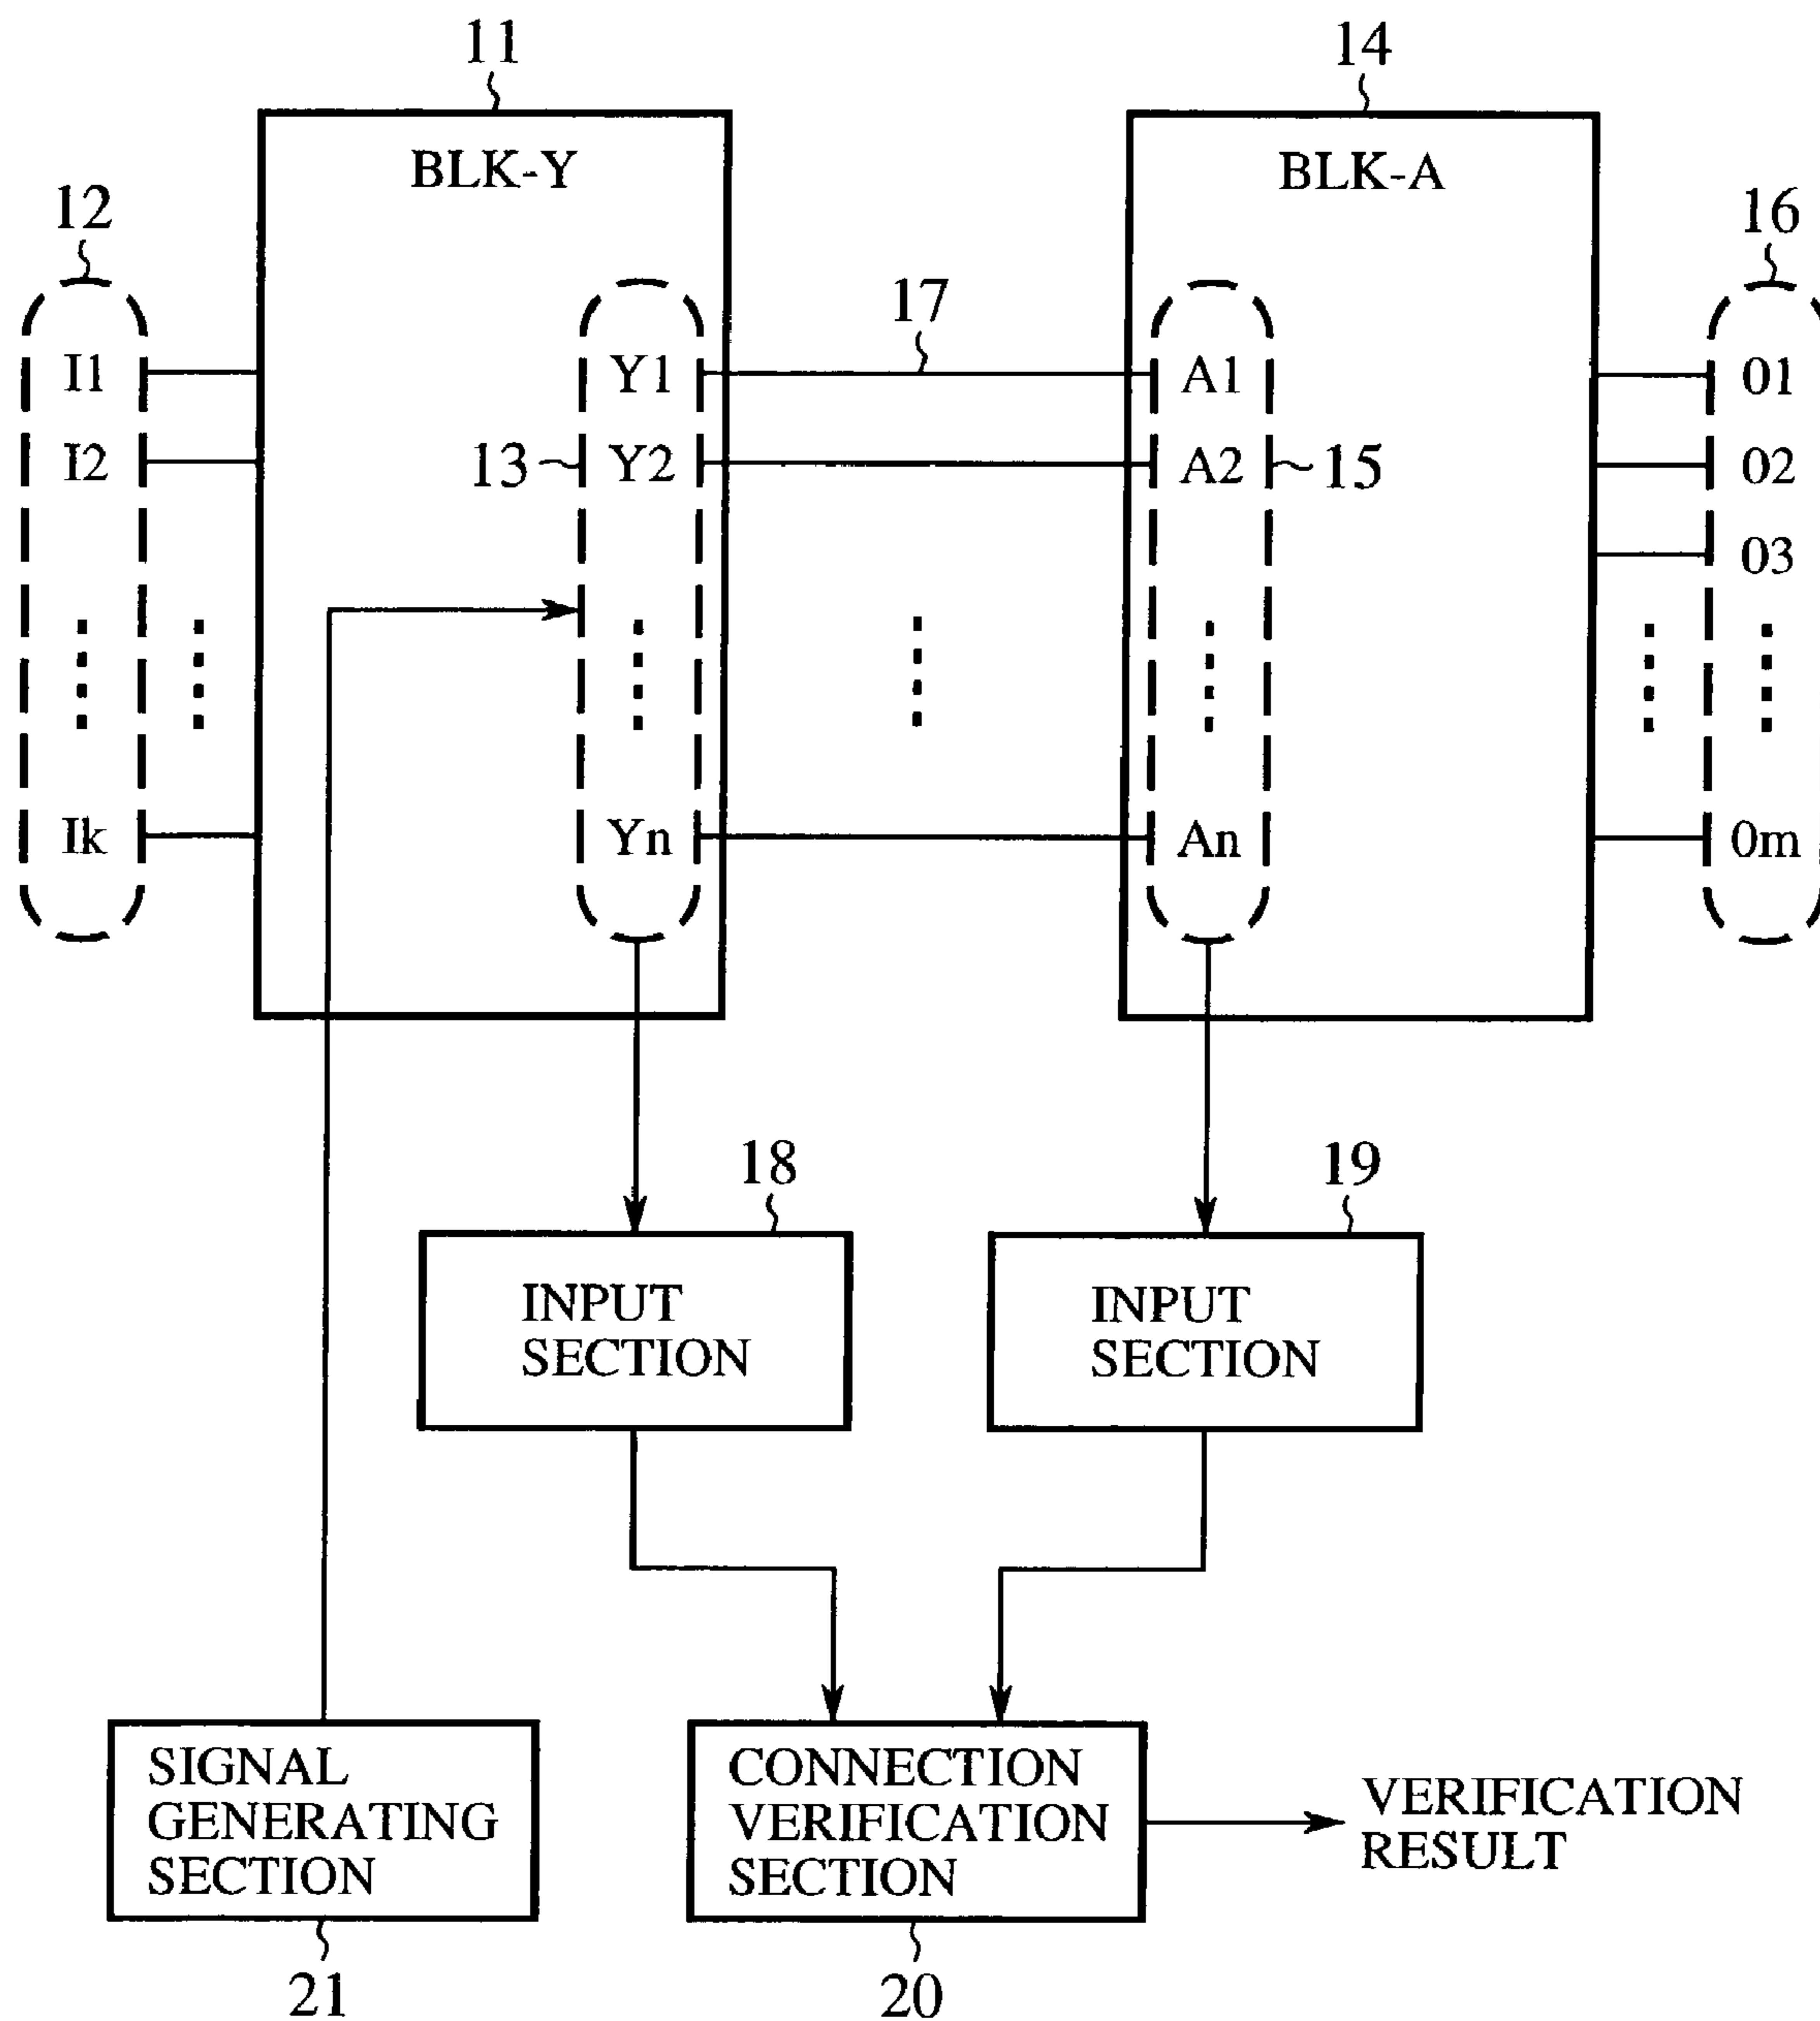 11
14
BLK-Y
BLK-A
12
16
17
I1
Y1
A1
01
13
I2
Y2
A2
15
02
03
Ik
Yn
An
0m
18
19
INPUT
SECTION
INPUT
SECTION
SIGNAL
GENERATING
SECTION
CONNECTION
VERIFICATION
SECTION
VERIFICATION
RESULT
21
20